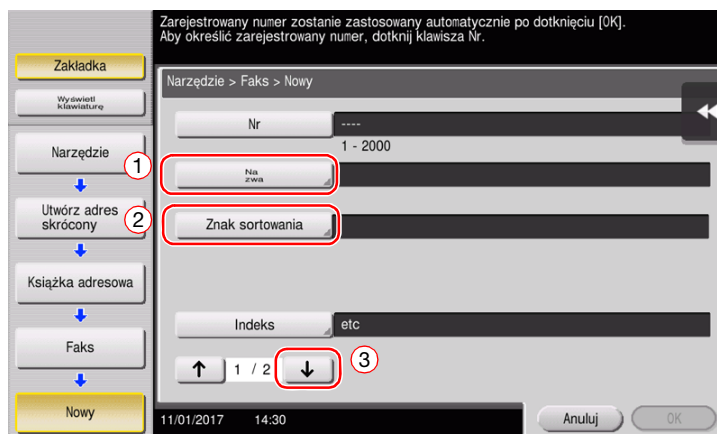 Zarejestrowany numer zostanie zastosowany automatycznie po dotknięciu [OK].
Aby określić zarejestrowany numer, dotknij klawisza Nr.
Zakładka
Wyświetl
klawiaturę
Narzędzie
Utwórz adres
skrócony
Książka adresowa
Faks
Nowy
Narzędzie > Faks > Nowy
Nr
----
1 - 2000
1
Na
zwa
2
Znak sortowania
Indeks
etc
1 / 2
3
11/01/2017 14:30
Anuluj
OK